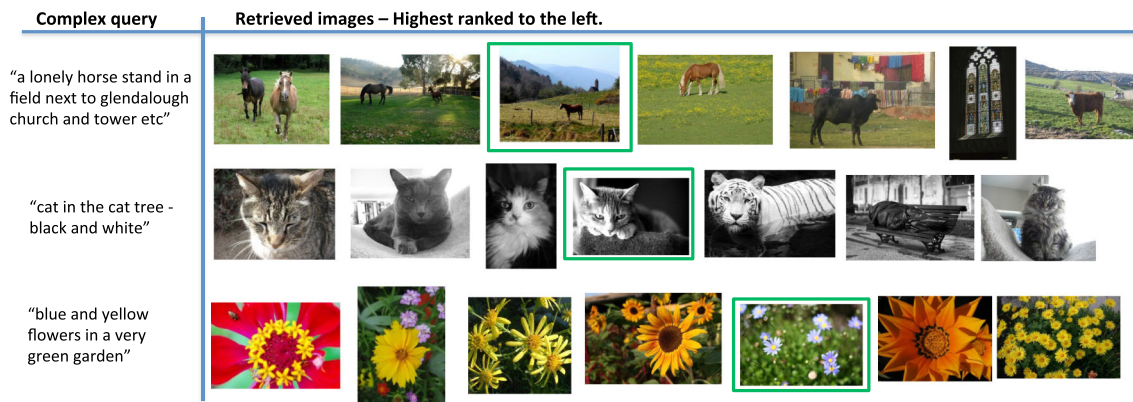 Complex query
Retrieved images – Highest ranked to the left.
“a lonely horse stand in a
field next to glendalough
church and tower etc”
“cat in the cat tree -
black and white”
“blue and yellow
flowers in a very
green garden”